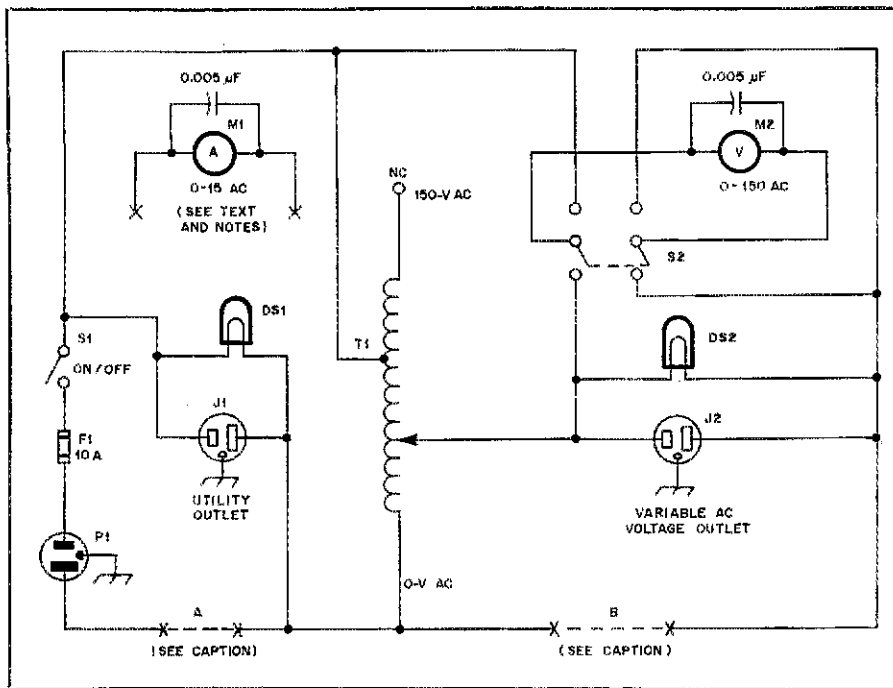 0.005 µF
M1
A
0-15 AC
(SEE TEXT
AND NOTES)
NC
150-V AC
0.005 µF
M2
V
0-150 AC
S2
DS1
T1
S1
ON/OFF
J1
F1
10 A
UTILITY
OUTLET
DS2
J2
VARIABLE AC
VOLTAGE OUTLET
P1
0-V AC
A
(SEE CAPTION)
B
(SEE CAPTION)